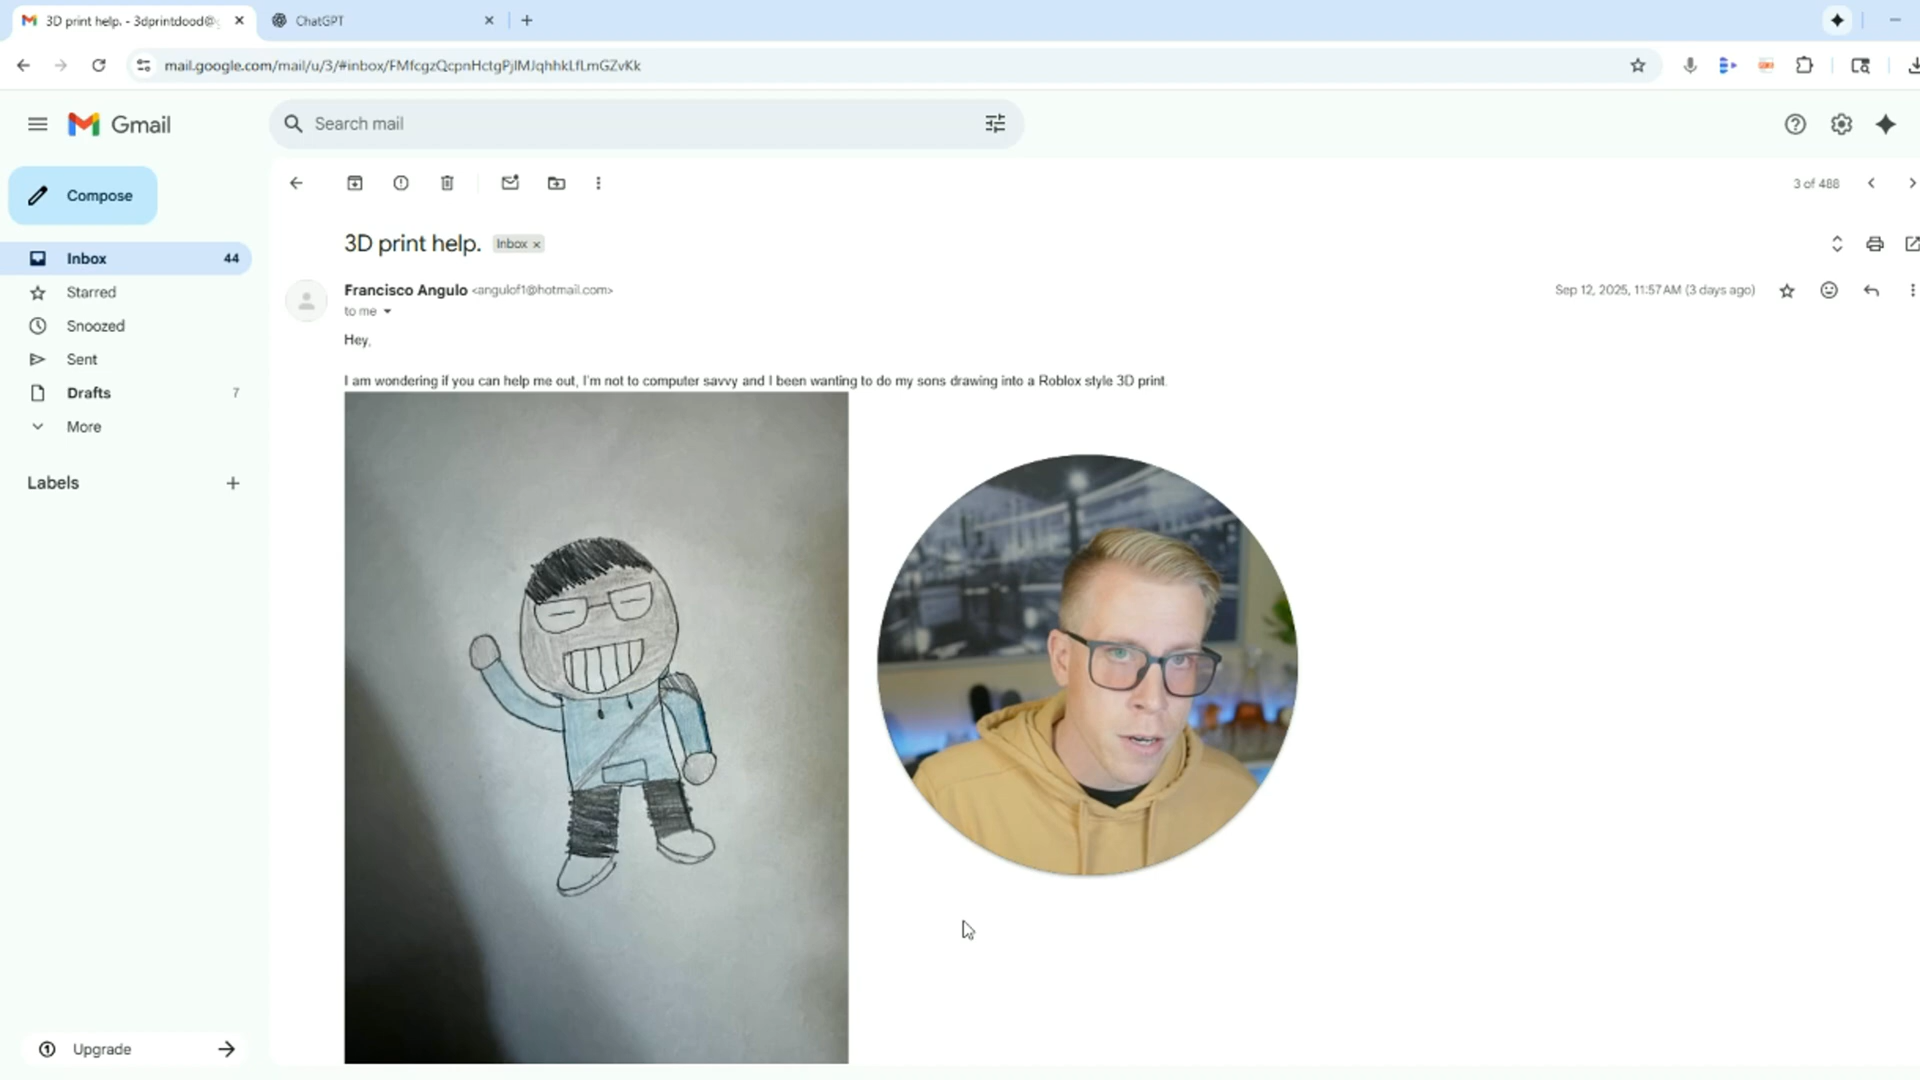 3D print help. - 3dprintdood@g
ChatGPT
mail.google.com/mail/u/3/#inbox/FMfcgzQcpnHctgPjlMJqhhkLfLmGZvKk
Gmail
Search mail
Compose
3 of 488
3D print help.
Inbox x
Inbox 44
Starred
Snoozed
Sent
Drafts 7
More
Labels
Francisco Angulo <angulof1@hotmail.com>
Sep 12, 2025, 11:57 AM (3 days ago)
to me
Hey,
I am wondering if you can help me out, I'm not to computer savvy and I been wanting to do my sons drawing into a Roblox style 3D print.
Upgrade